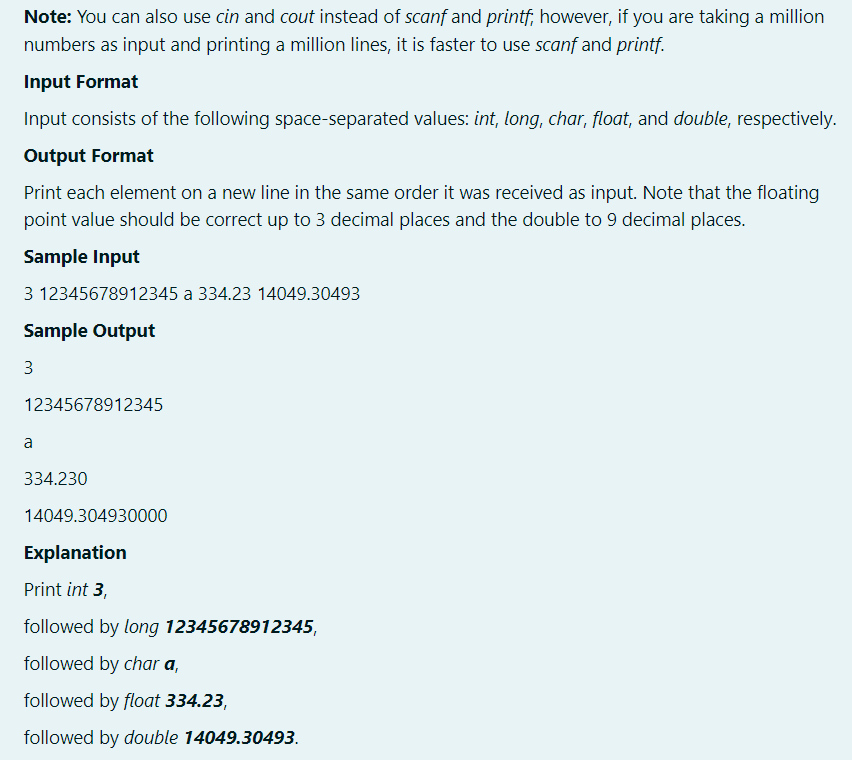 Note: You can also use cin and cout instead of scanf and printf; however, if you are taking a million
numbers as input and printing a million lines, it is faster to use scanf and printf.
Input Format
Input consists of the following space-separated values: int, long, char, float, and double, respectively.
Output Format
Print each element on a new line in the same order it was received as input. Note that the floating
point value should be correct up to 3 decimal places and the double to 9 decimal places.
Sample Input
3 12345678912345 a 334.23 14049.30493
Sample Output
3
12345678912345
a
334.230
14049.304930000
Explanation
Print int 3,
followed by long 12345678912345,
followed by char a,
followed by float 334.23,
followed by double 14049.30493.